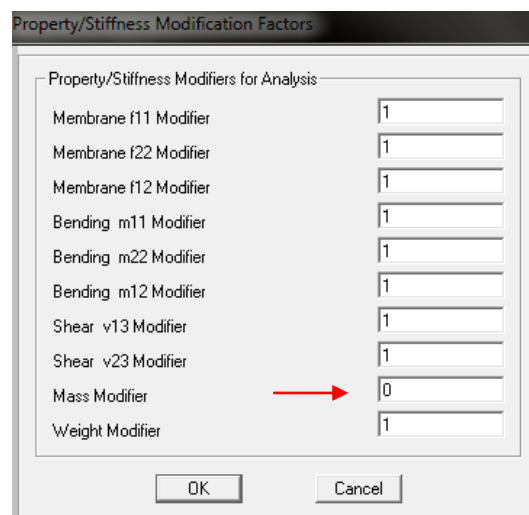 Property/Stiffness Modification Factors
Property/Stiffness Modifiers for Analysis
Membrane f11 Modifier 1
Membrane f22 Modifier 1
Membrane f12 Modifier 1
Bending m11 Modifier 1
Bending m22 Modifier 1
Bending m12 Modifier 1
Shear v13 Modifier 1
Shear v23 Modifier 1
Mass Modifier 0
Weight Modifier 1
OK Cancel